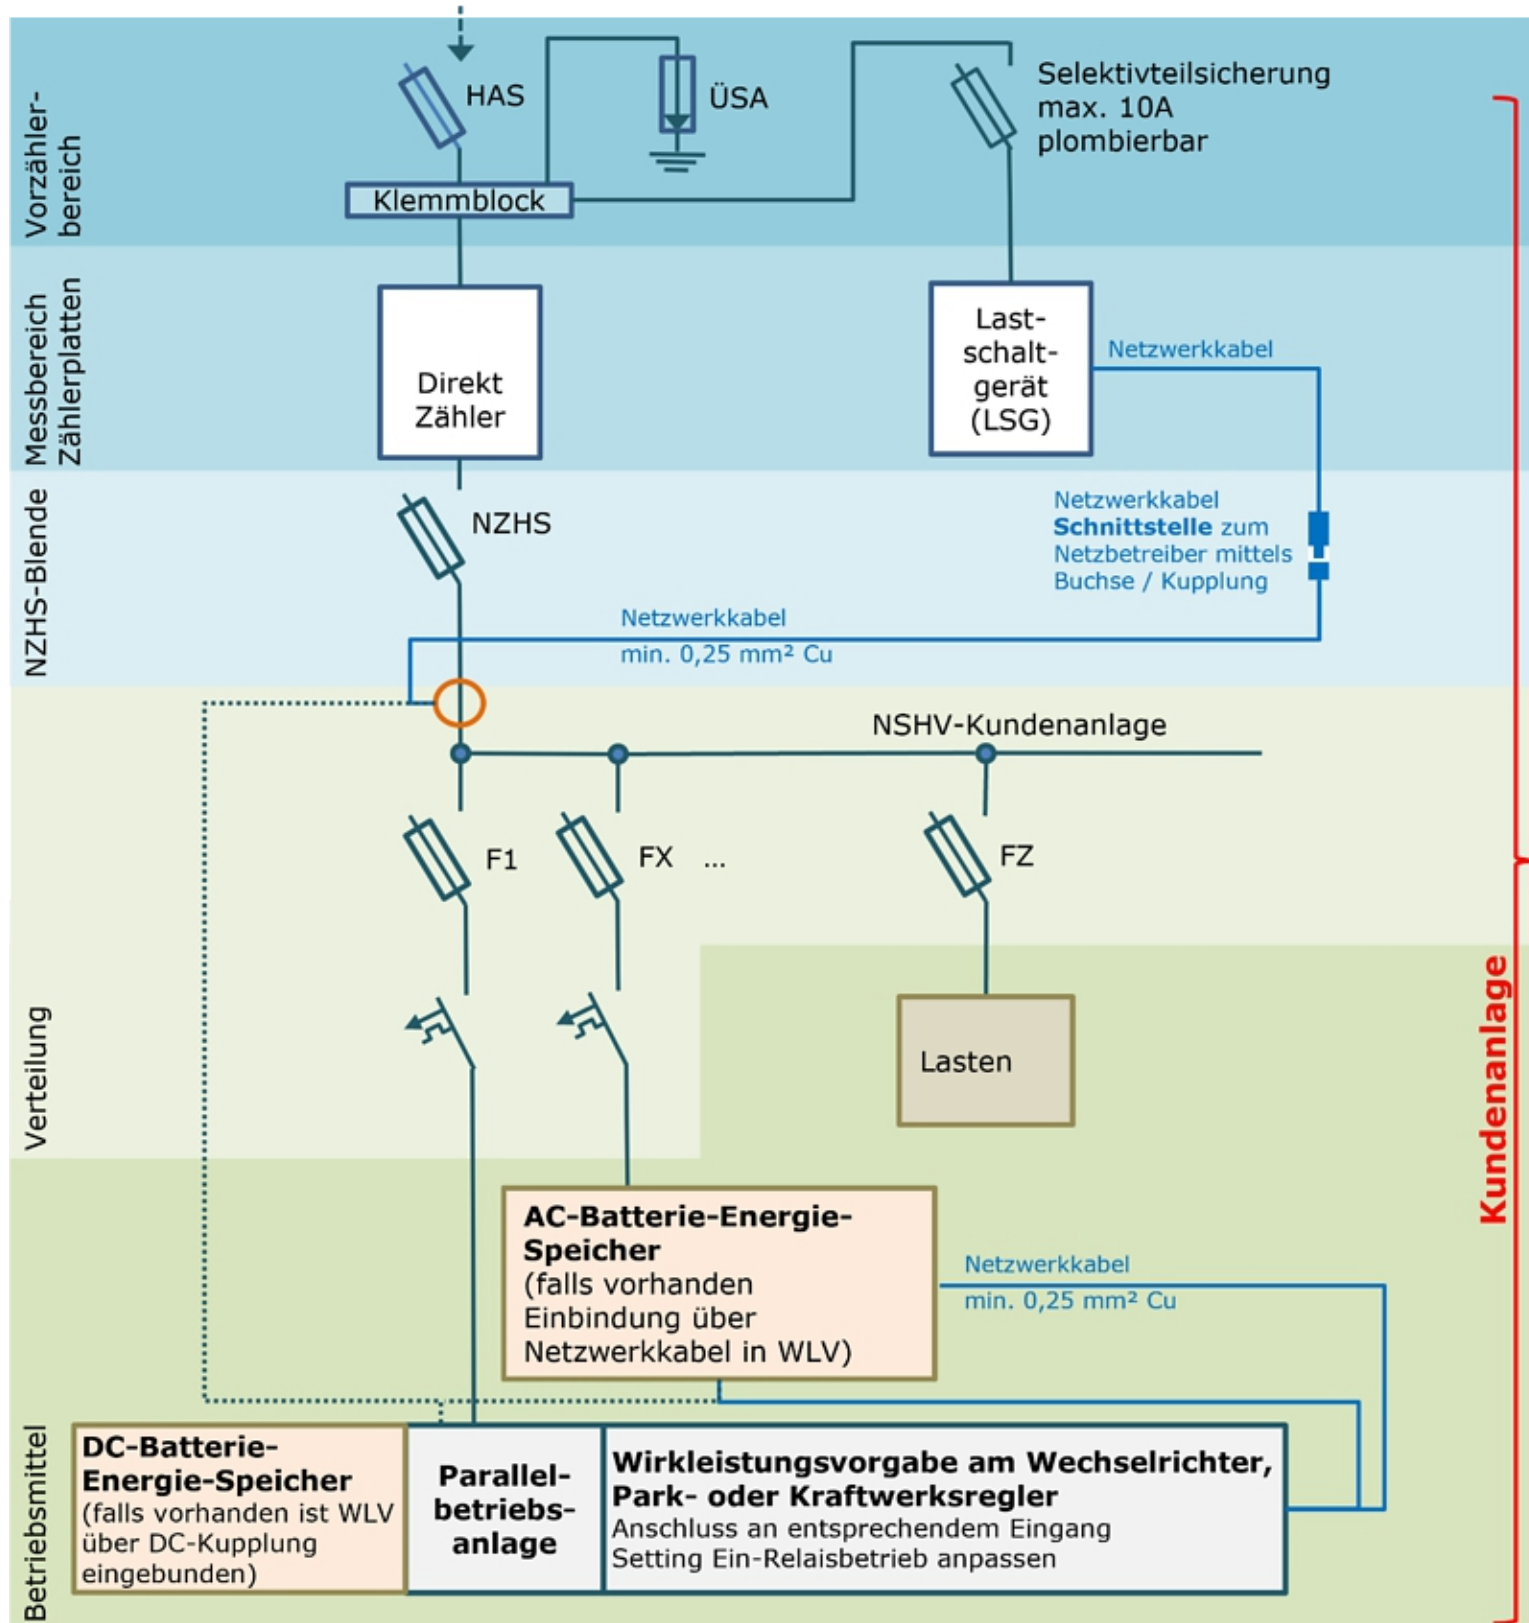 Vorzähler-
bereich
HAS
ÜSA
Selektivteilsicherung
max. 10A
plombierbar
Klemmblock
Messbereich
Zählerplatten
Direkt
Zähler
Last-
schalt-
gerät
(LSG)
Netzwerkkabel
NZHS-Blende
NZHS
Netzwerkkabel
Schnittstelle zum
Netzbetreiber mittels
Buchse / Kupplung
Netzwerkkabel
min. 0,25 mm² Cu
NSHV-Kundenanlage
F1
FX ...
FZ
Verteilung
Lasten
Kundenanlage
AC-Batterie-Energie-
Speicher
(falls vorhanden
Einbindung über
Netzwerkkabel in WLV)
Netzwerkkabel
min. 0,25 mm² Cu
Betriebsmittel
DC-Batterie-
Energie-Speicher
(falls vorhanden ist WLV
über DC-Kupplung
eingebunden)
Parallel-
betriebs-
anlage
Wirkleistungsvorgabe am Wechselrichter,
Park- oder Kraftwerksregler
Anschluss an entsprechendem Eingang
Setting Ein-Relaisbetrieb anpassen